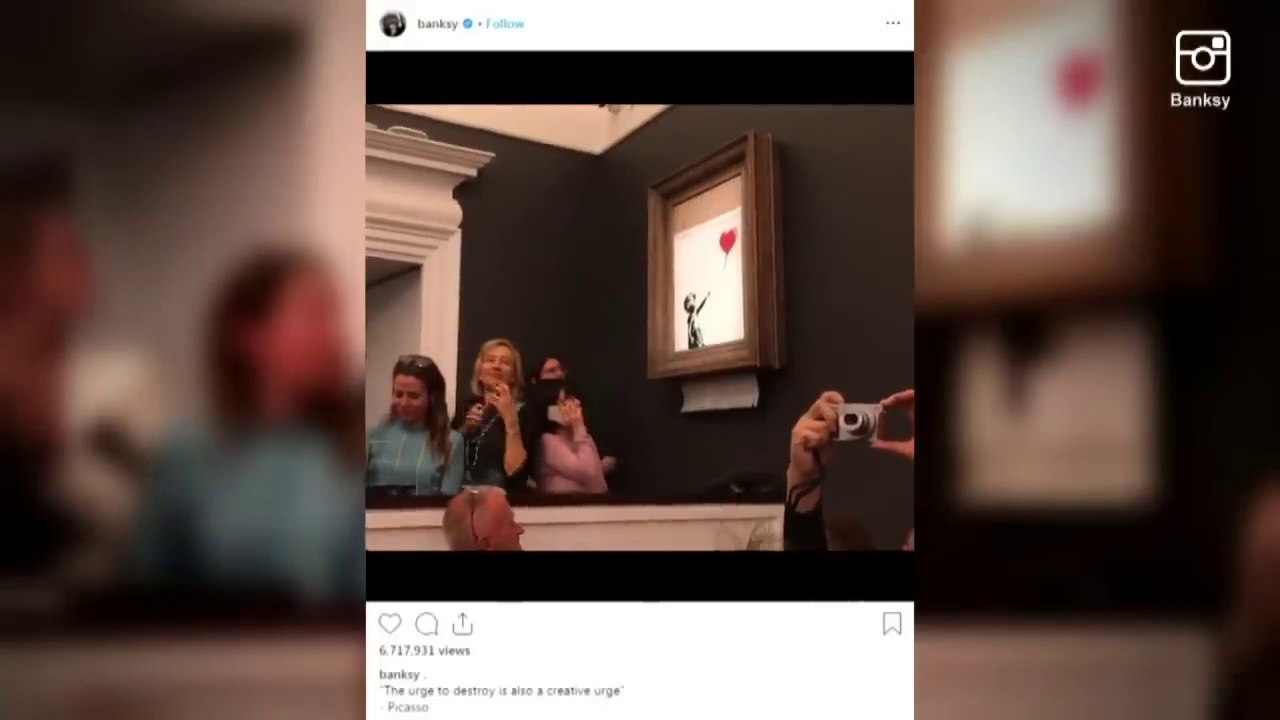 banksy • Follow
Banksy
6,717,931 views
banksy .
"The urge to destroy is also a creative urge"
- Picasso